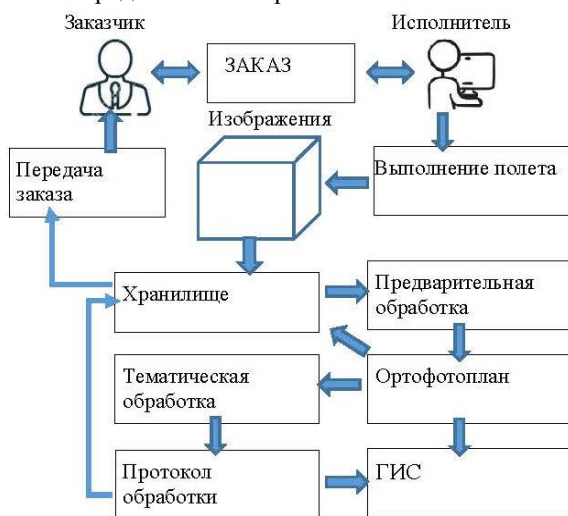 Заказчик
Исполнитель
ЗАКАЗ
Изображения
Передача
заказа
Выполнение полета
Хранилище
Предварительная
обработка
Тематическая
обработка
Ортофотоплан
Протокол
обработки
ГИС